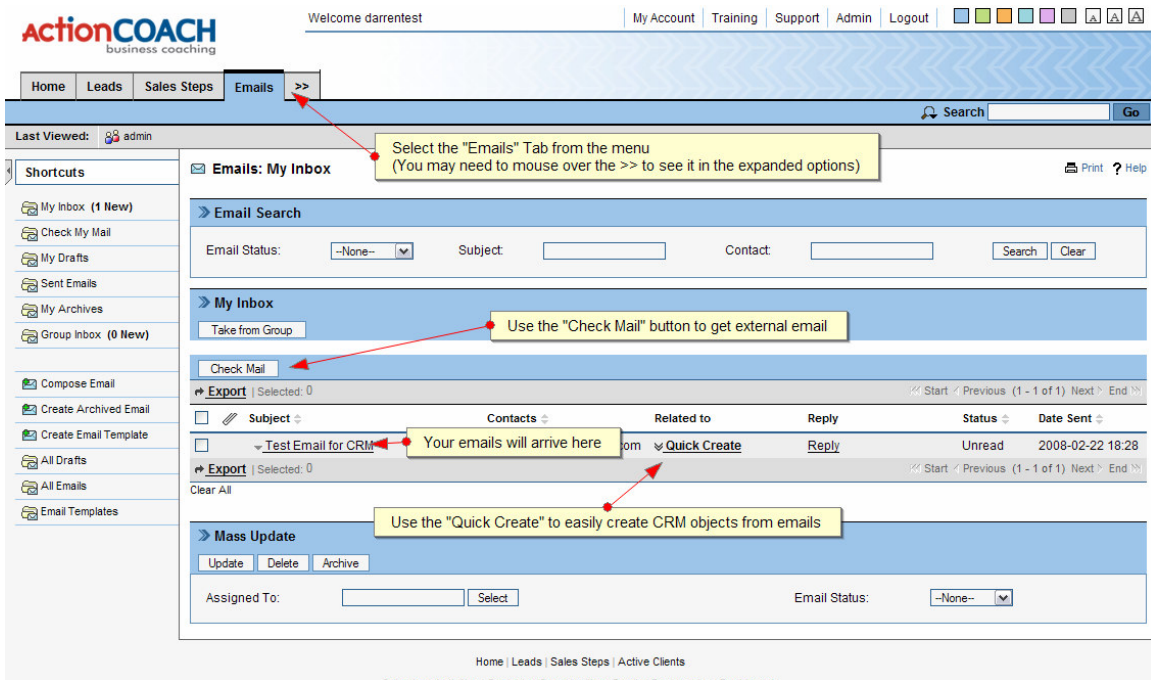 ActionCOACH
business coaching
Welcome darrentest
My Account | Training | Support | Admin | Logout
A A A
Home Leads Sales Steps Emails >>
Search Go
Last Viewed: admin
Select the "Emails" Tab from the menu
(You may need to mouse over the >> to see it in the expanded options)
Shortcuts
My Inbox (1 New)
Check My Mail
My Drafts
Sent Emails
My Archives
Group Inbox (0 New)
Compose Email
Create Archived Email
Create Email Template
All Drafts
All Emails
Email Templates
Emails: My Inbox
Print ? Help
Email Search
Email Status: --None-- Subject: Contact: Search Clear
My Inbox
Take from Group
Use the "Check Mail" button to get external email
Check Mail
Export | Selected: 0 Start Previous (1 - 1 of 1) Next End
Subject Contacts Related to Reply Status Date Sent
Test Email for CRM Your emails will arrive here com Quick Create Reply Unread 2008-02-22 18:28
Export | Selected: 0 Start Previous (1 - 1 of 1) Next End
Clear All
Use the "Quick Create" to easily create CRM objects from emails
Mass Update
Update Delete Archive
Assigned To: Select Email Status: --None--
Home | Leads | Sales Steps | Active Clients